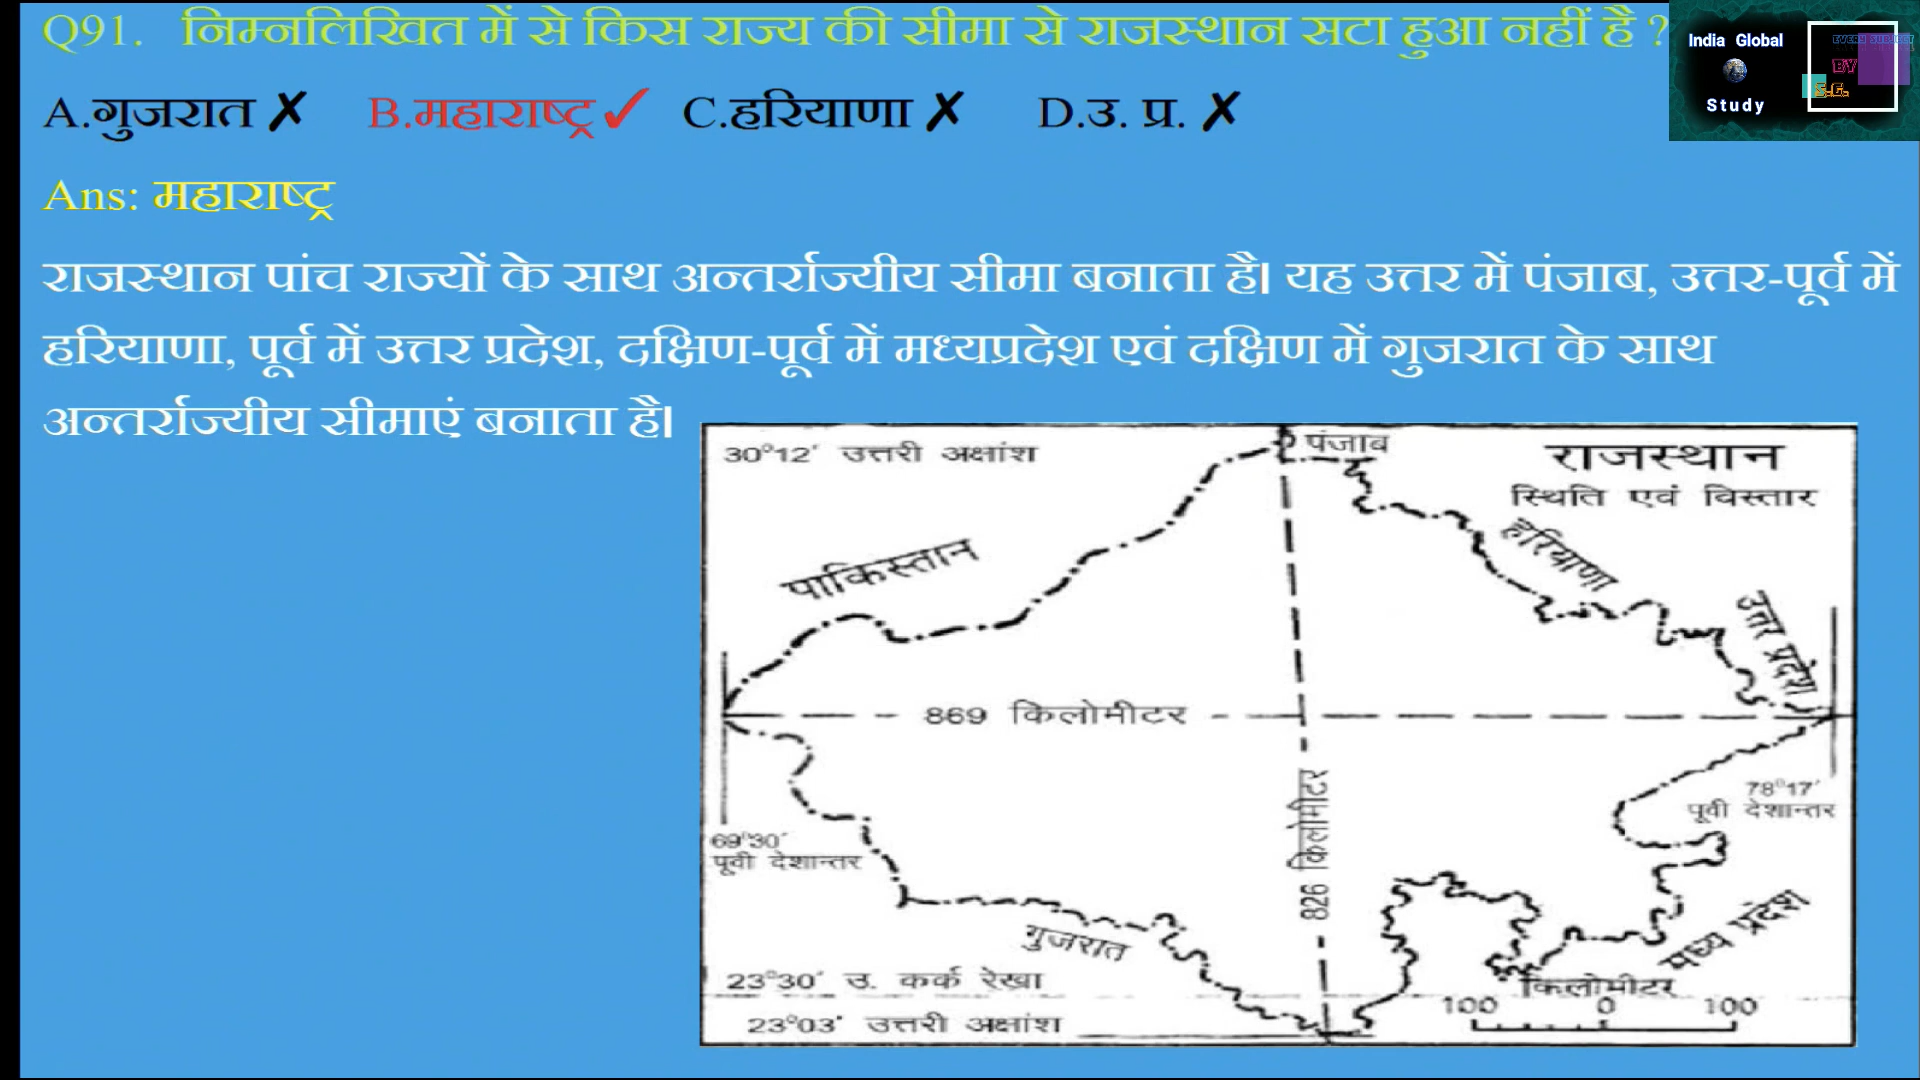 Q91. निम्नलिखित में से किस राज्य की सीमा से राजस्थान सटा हुआ नहीं है ?
A.गुजरात ✗ B.महाराष्ट्र ✓ C.हरियाणा ✗ D.उ. प्र. ✗
India Global
Study
EVERY SUBJECT
BY
S.G.
Ans: महाराष्ट्र
राजस्थान पांच राज्यों के साथ अन्तर्राज्यीय सीमा बनाता है। यह उत्तर में पंजाब, उत्तर-पूर्व में
हरियाणा, पूर्व में उत्तर प्रदेश, दक्षिण-पूर्व में मध्यप्रदेश एवं दक्षिण में गुजरात के साथ
अन्तर्राज्यीय सीमाएं बनाता है।
30°12′ उत्तरी अक्षांश
पंजाब
राजस्थान
स्थिति एवं विस्तार
हरियाणा
पाकिस्तान
उत्तर प्रदेश
869 किलोमीटर
826 किलोमीटर
78°17′
पूर्वी देशान्तर
69°30′
पूर्वी देशान्तर
गुजरात
मध्य प्रदेश
23°30′ उ. कर्क रेखा
किलोमीटर
100 0 100
23°03′ उत्तरी अक्षांश